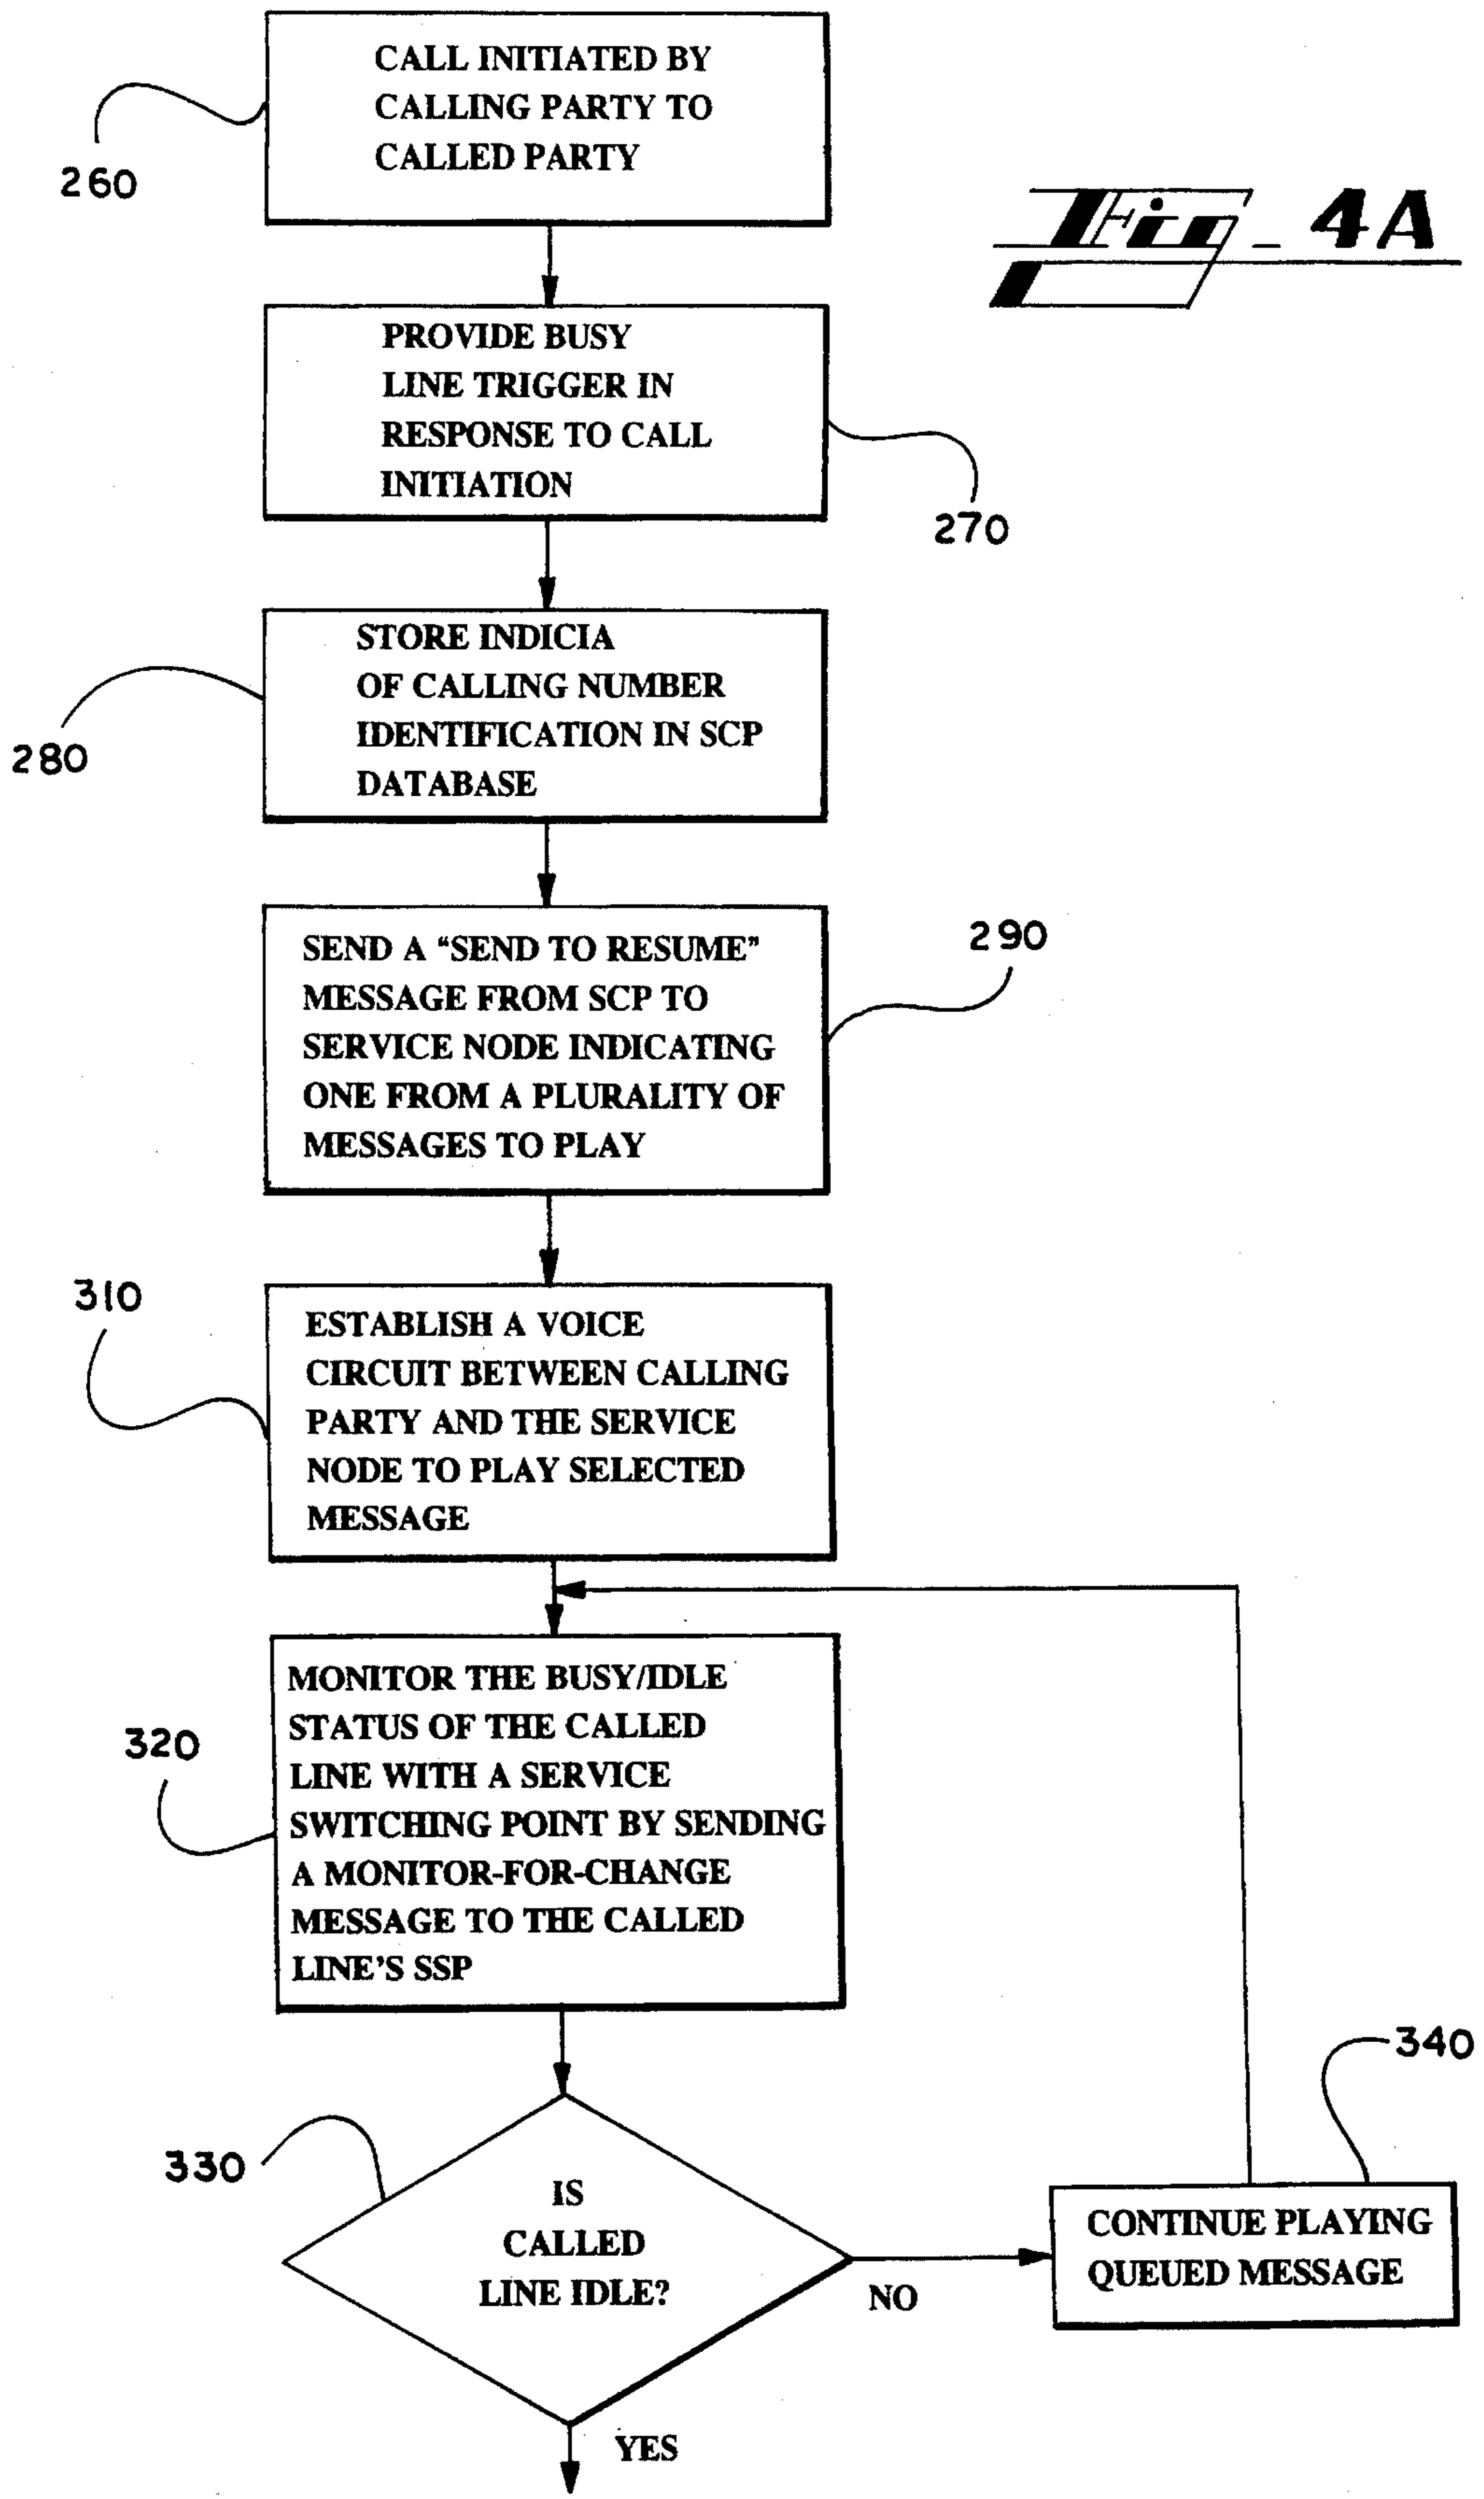 CALL INITIATED BY
CALLING PARTY TO
CALLED PARTY
260
Fig_ 4A
PROVIDE BUSY
LINE TRIGGER IN
RESPONSE TO CALL
INITIATION
270
STORE INDICIA
OF CALLING NUMBER
IDENTIFICATION IN SCP
DATABASE
280
SEND A “SEND TO RESUME”
MESSAGE FROM SCP TO
SERVICE NODE INDICATING
ONE FROM A PLURALITY OF
MESSAGES TO PLAY
290
310
ESTABLISH A VOICE
CIRCUIT BETWEEN CALLING
PARTY AND THE SERVICE
NODE TO PLAY SELECTED
MESSAGE
MONITOR THE BUSY/IDLE
STATUS OF THE CALLED
LINE WITH A SERVICE
SWITCHING POINT BY SENDING
A MONITOR-FOR-CHANGE
MESSAGE TO THE CALLED
LINE'S SSP
320
330
IS
CALLED
LINE IDLE?
NO
340
CONTINUE PLAYING
QUEUED MESSAGE
YES